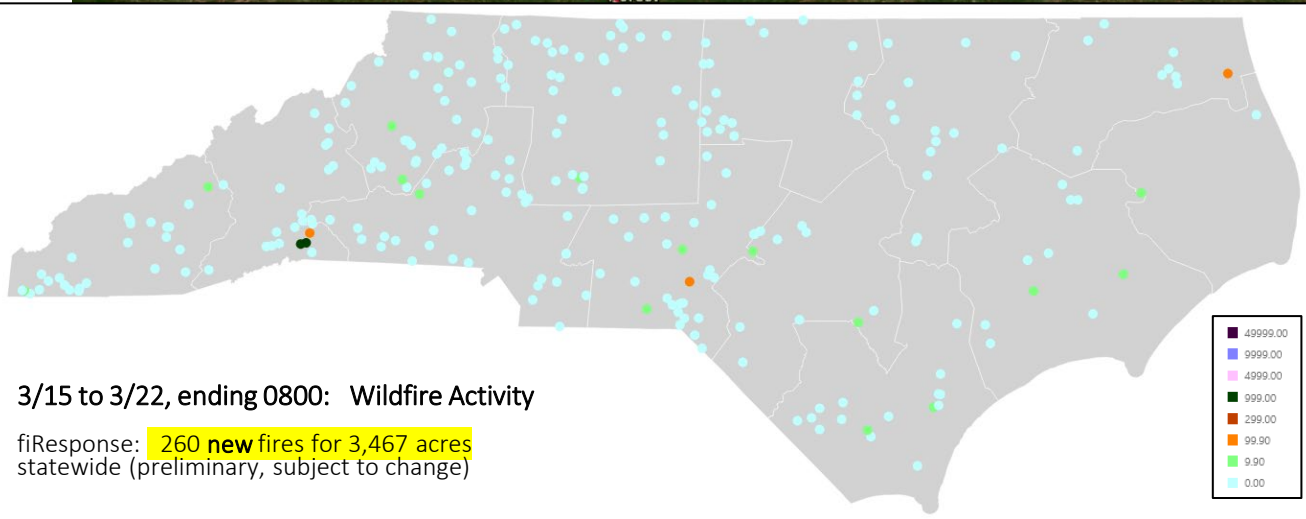 3/15 to 3/22, ending 0800: Wildfire Activity
fiResponse: 260 new fires for 3,467 acres
statewide (preliminary, subject to change)
49999.00
9999.00
4999.00
999.00
299.00
99.90
9.90
0.00